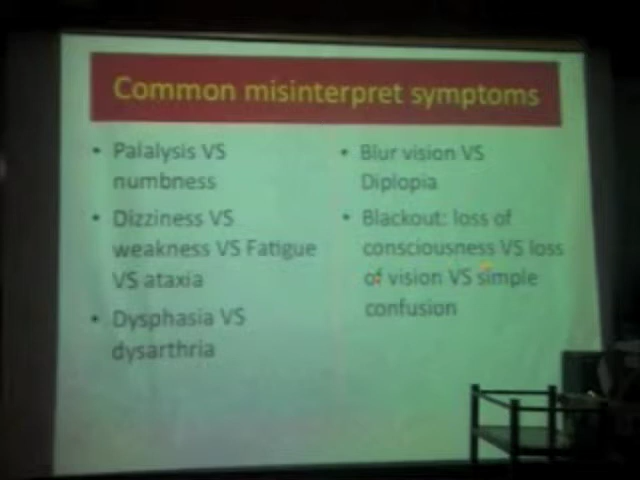 Common misinterpret symptoms
• Palalysis VS
numbness
• Dizziness VS
weakness VS Fatigue
VS ataxia
• Dysphasia VS
dysarthria
• Blur vision VS
Diplopia
• Blackout: loss of
consciousness VS loss
of vision VS simple
confusion